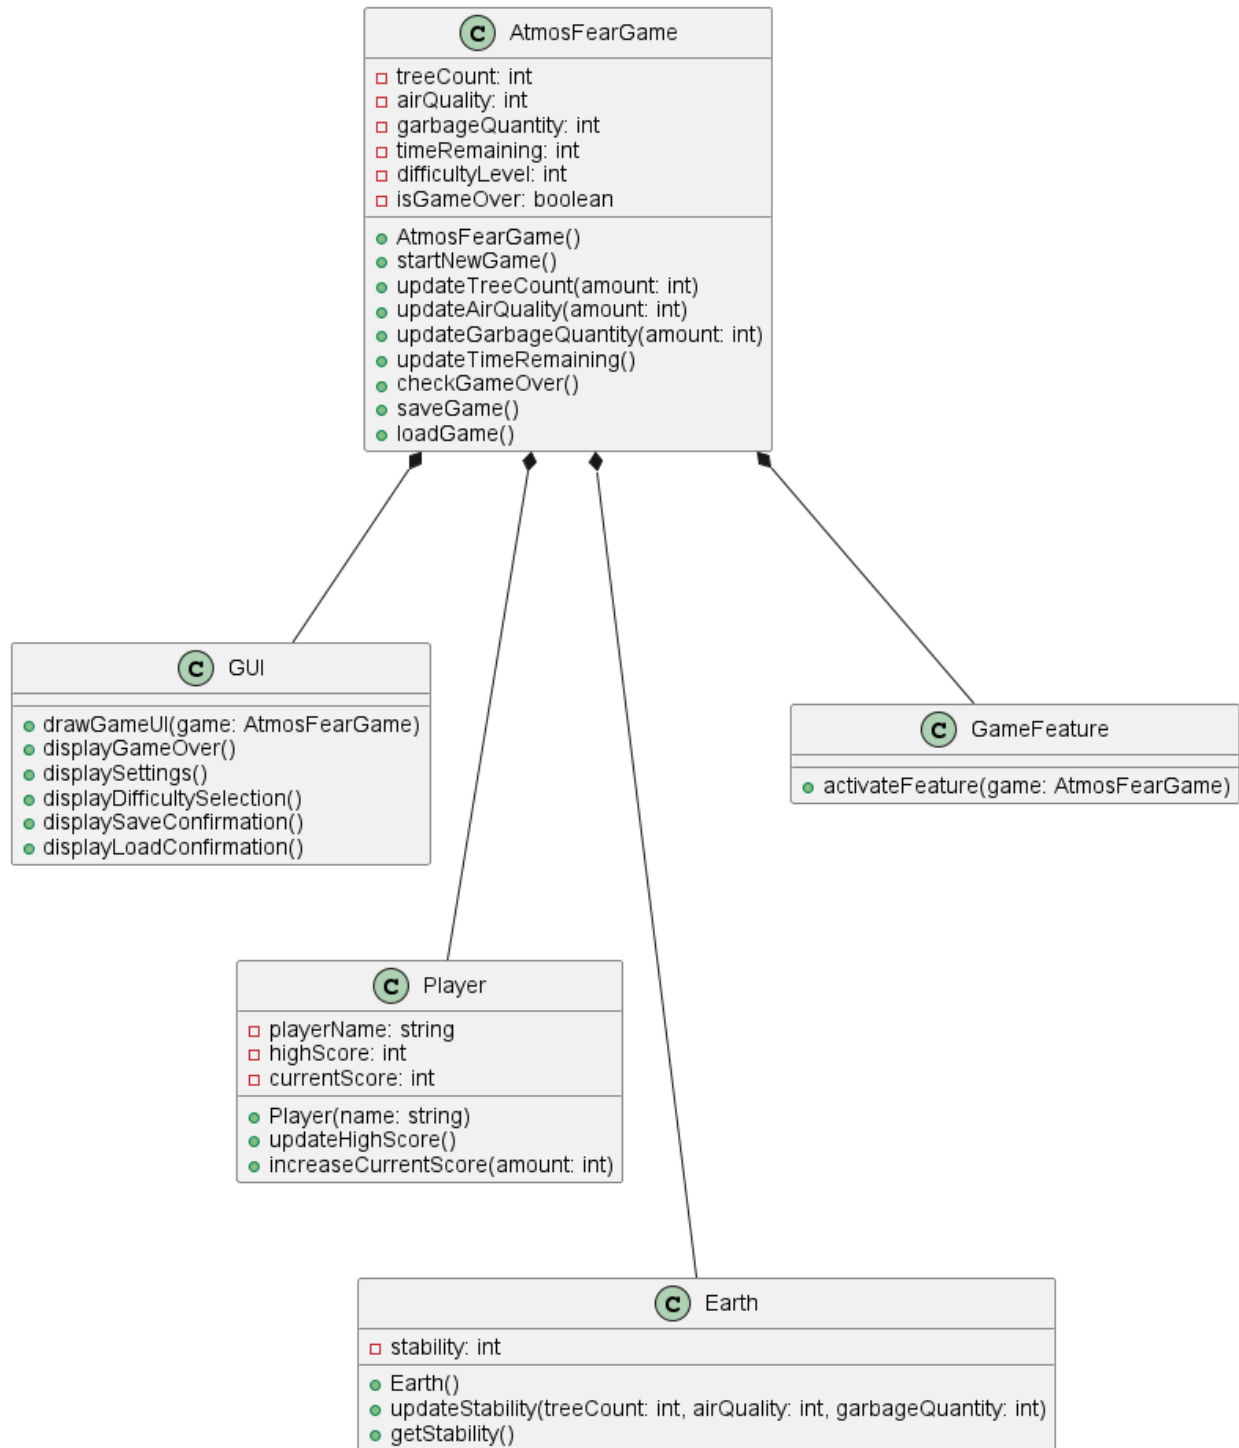 C AtmosFearGame
treeCount: int
airQuality: int
garbageQuantity: int
timeRemaining: int
difficultyLevel: int
isGameOver: boolean
AtmosFearGame()
startNewGame()
updateTreeCount(amount: int)
updateAirQuality(amount: int)
updateGarbageQuantity(amount: int)
updateTimeRemaining()
checkGameOver()
saveGame()
loadGame()
C GUI
drawGameUI(game: AtmosFearGame)
displayGameOver()
displaySettings()
displayDifficultySelection()
displaySaveConfirmation()
displayLoadConfirmation()
C GameFeature
activateFeature(game: AtmosFearGame)
C Player
playerName: string
highScore: int
currentScore: int
Player(name: string)
updateHighScore()
increaseCurrentScore(amount: int)
C Earth
stability: int
Earth()
updateStability(treeCount: int, airQuality: int, garbageQuantity: int)
getStability()